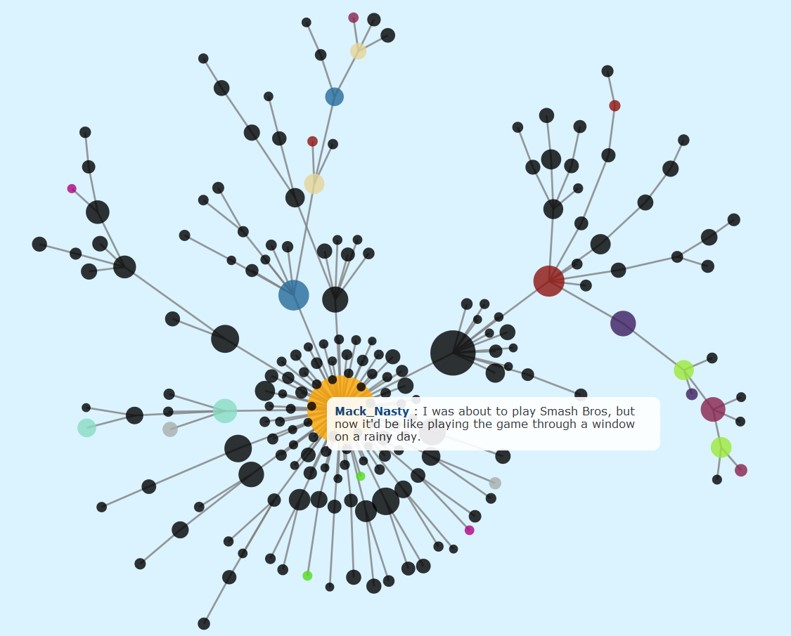 Mack_Nasty : I was about to play Smash Bros, but
now it'd be like playing the game through a window
on a rainy day.